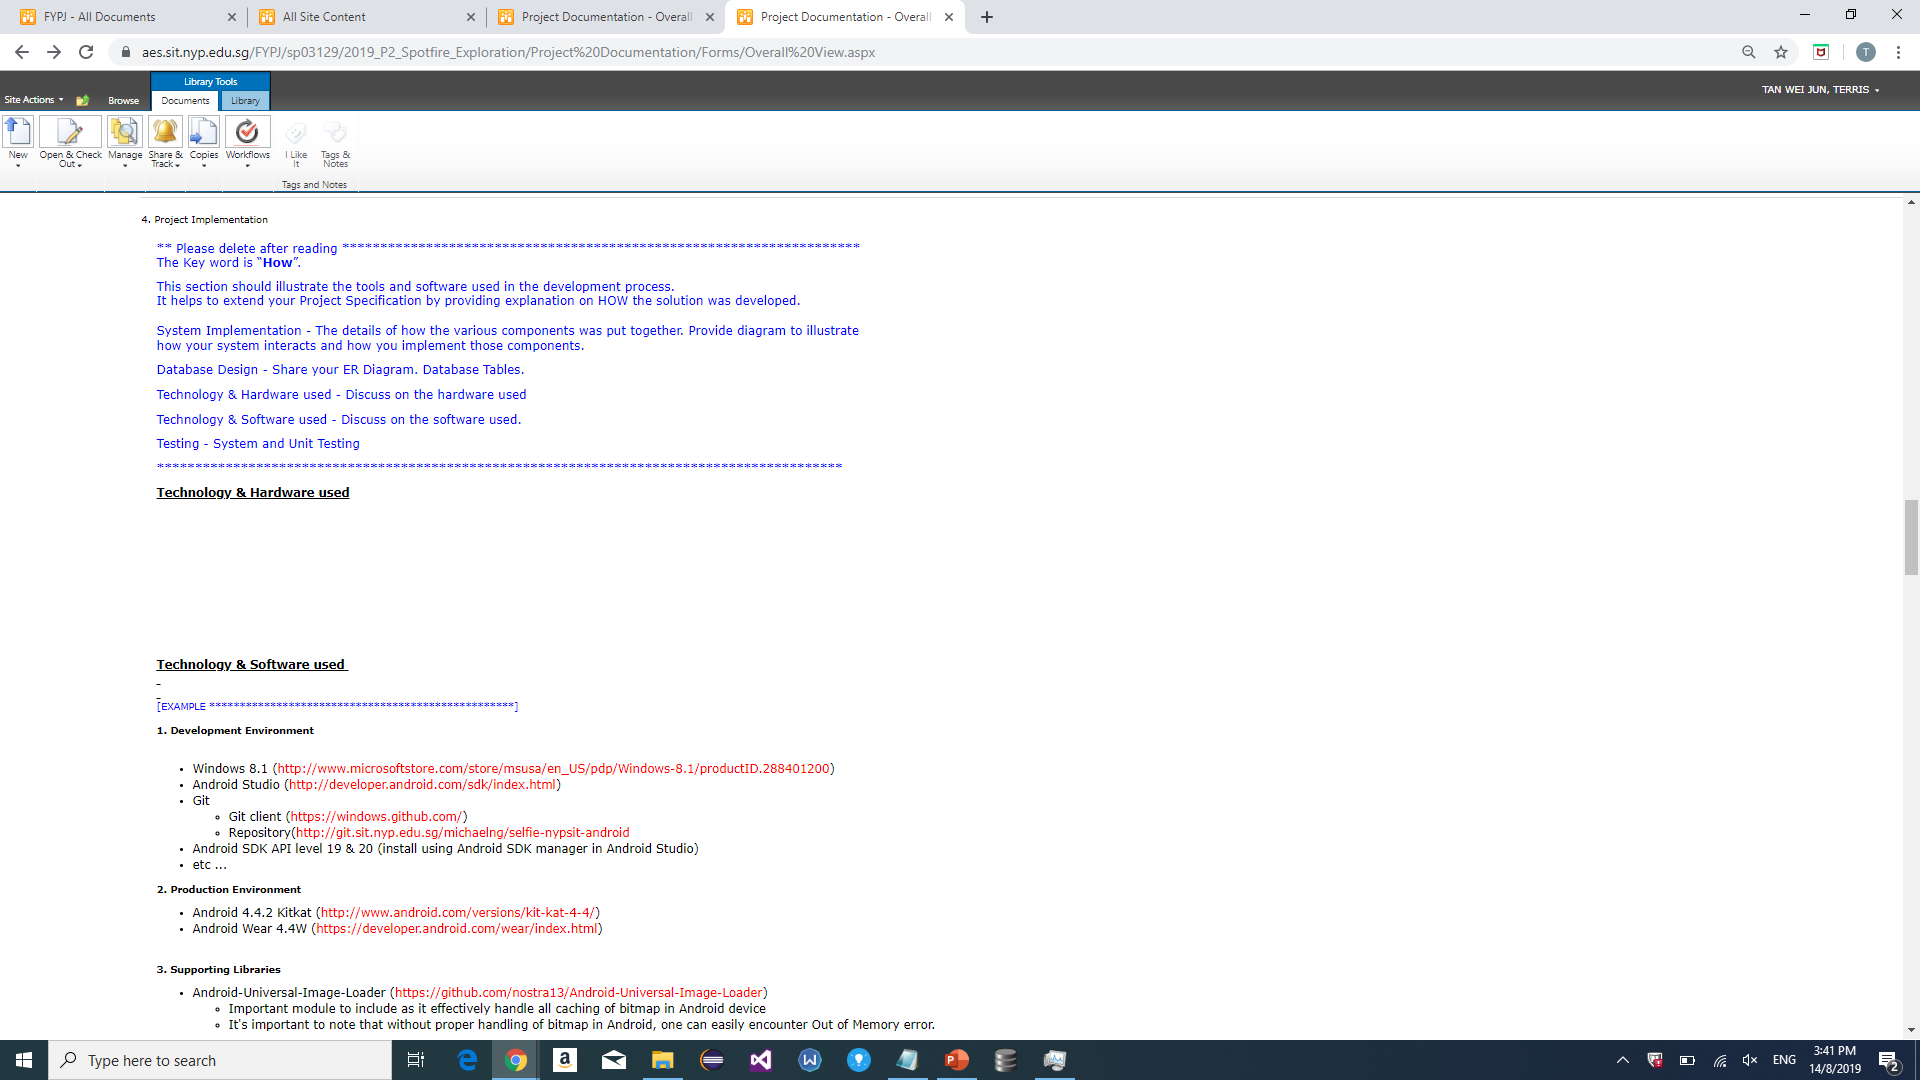 FYPJ - All Documents
All Site Content
Project Documentation - Overall
Project Documentation - Overall
aes.sit.nyp.edu.sg/FYPJ/sp03129/2019_P2_Spotfire_Exploration/Project%20Documentation/Forms/Overall%20View.aspx
T
Library Tools
Site Actions
Browse
Documents
Library
TAN WEI JUN, TERRIS
New
Open & Check Out
Manage
Share & Track
Copies
Workflows
I Like It
Tags & Notes
Tags and Notes
4. Project Implementation
** Please delete after reading **********************************************************************
The Key word is “How”.
This section should illustrate the tools and software used in the development process.
It helps to extend your Project Specification by providing explanation on HOW the solution was developed.
System Implementation - The details of how the various components was put together. Provide diagram to illustrate
how your system interacts and how you implement those components.
Database Design - Share your ER Diagram. Database Tables.
Technology & Hardware used - Discuss on the hardware used
Technology & Software used - Discuss on the software used.
Testing - System and Unit Testing
*********************************************************************************************
Technology & Hardware used
Technology & Software used
-
-
[EXAMPLE **************************************************]
1. Development Environment
• Windows 8.1 (http://www.microsoftstore.com/store/msusa/en_US/pdp/Windows-8.1/productID.288401200)
• Android Studio (http://developer.android.com/sdk/index.html)
• Git
◦ Git client (https://windows.github.com/)
◦ Repository(http://git.sit.nyp.edu.sg/michaelng/selfie-nypsit-android
• Android SDK API level 19 & 20 (install using Android SDK manager in Android Studio)
• etc ...
2. Production Environment
• Android 4.4.2 Kitkat (http://www.android.com/versions/kit-kat-4-4/)
• Android Wear 4.4W (https://developer.android.com/wear/index.html)
3. Supporting Libraries
• Android-Universal-Image-Loader (https://github.com/nostra13/Android-Universal-Image-Loader)
◦ Important module to include as it effectively handle all caching of bitmap in Android device
◦ It's important to note that without proper handling of bitmap in Android, one can easily encounter Out of Memory error.
Type here to search
ENG
3:41 PM
14/8/2019
2